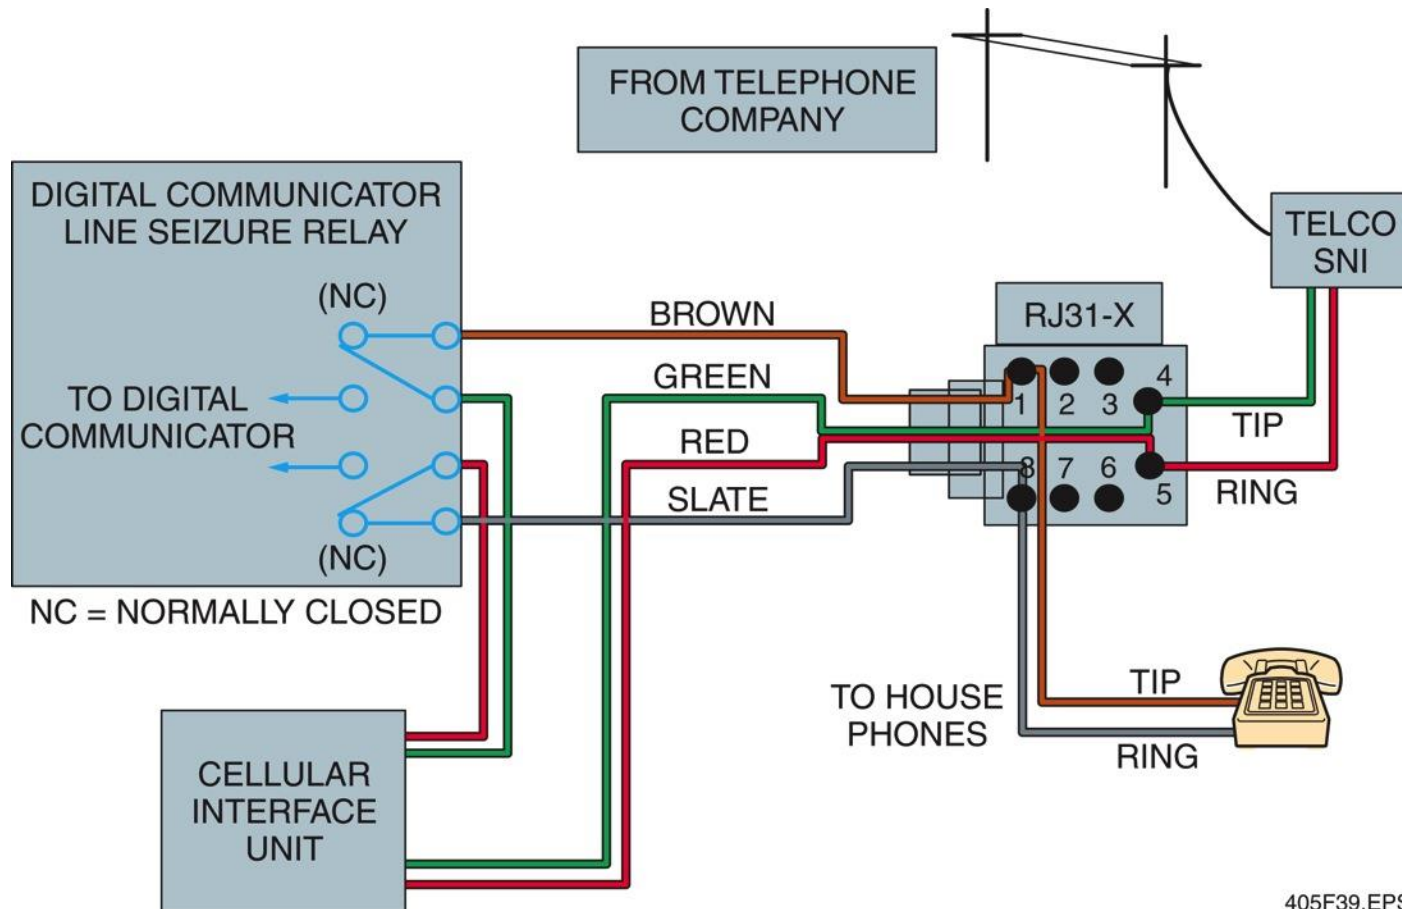 FROM TELEPHONE
COMPANY
DIGITAL COMMUNICATOR
LINE SEIZURE RELAY
TELCO
SNI
(NC)
BROWN
RJ31-X
GREEN
TO DIGITAL
COMMUNICATOR
1 2 3 4
TIP
RED
8 7 6 5
RING
SLATE
(NC)
NC = NORMALLY CLOSED
TO HOUSE
PHONES
TIP
RING
CELLULAR
INTERFACE
UNIT
405F39.EPS